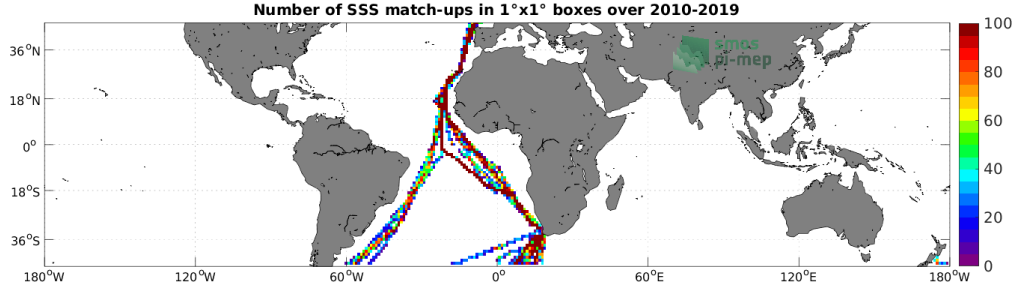 Number of SSS match-ups in 1°x1° boxes over 2010-2019
smos
pi-mep
36°N
18°N
0°
18°S
36°S
180°W
120°W
60°W
0°W
60°E
120°E
180°W
100
80
60
40
20
0